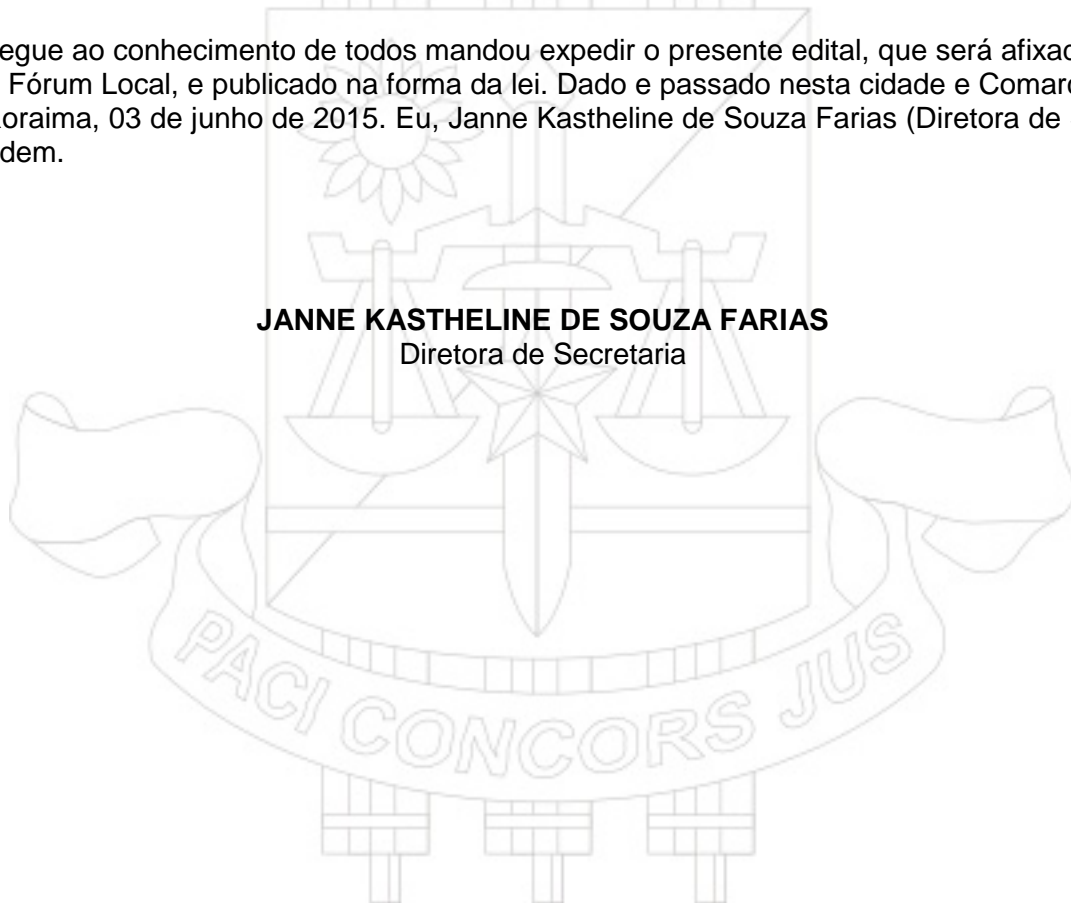 egue ao conhecimento de todos mandou expedir o presente edital, que será afixad
Fórum Local, e publicado na forma da lei. Dado e passado nesta cidade e Comarc
oraima, 03 de junho de 2015. Eu, Janne Kastheline de Souza Farias (Diretora de
dem.
JANNE KASTHELINE DE SOUZA FARIAS
Diretora de Secretaria
PACI CONCORS JUS